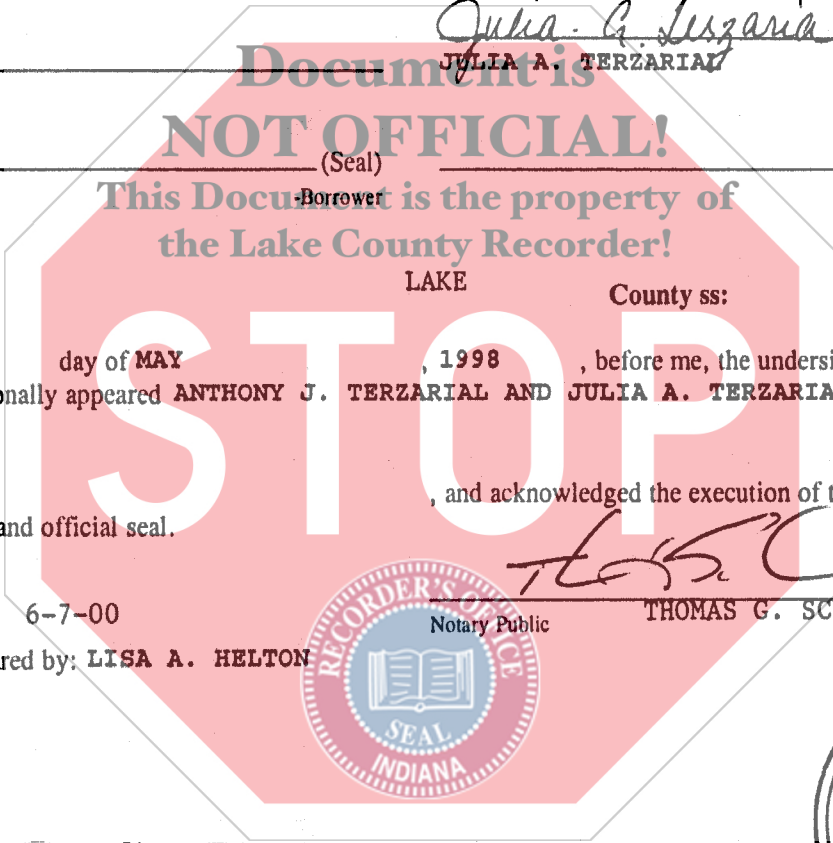 Julia A. Terzaria
JULIA A. TERZARIAL
Document is
NOT OFFICIAL!
(Seal)
This Document is the property of
-Borrower
the Lake County Recorder!
LAKE
County ss:
STOP
day of MAY , 1998 , before me, the undersi
onally appeared ANTHONY J. TERZARIAL AND JULIA A. TERZARIA
, and acknowledged the execution of t
and official seal.
6-7-00
Notary Public THOMAS G. SC
red by: LISA A. HELTON
RECORDER'S OFFICE
SEAL
INDIANA